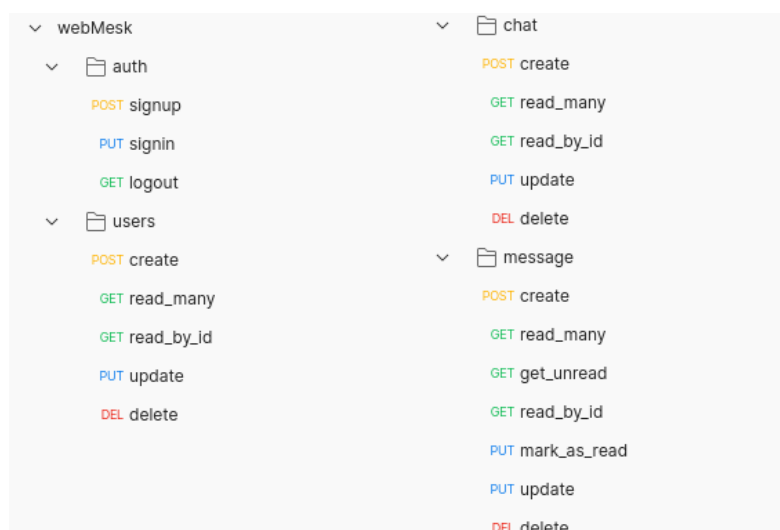 webMesk
auth
POST signup
PUT signin
GET logout
users
POST create
GET read_many
GET read_by_id
PUT update
DEL delete
chat
POST create
GET read_many
GET read_by_id
PUT update
DEL delete
message
POST create
GET read_many
GET get_unread
GET read_by_id
PUT mark_as_read
PUT update
DEL delete